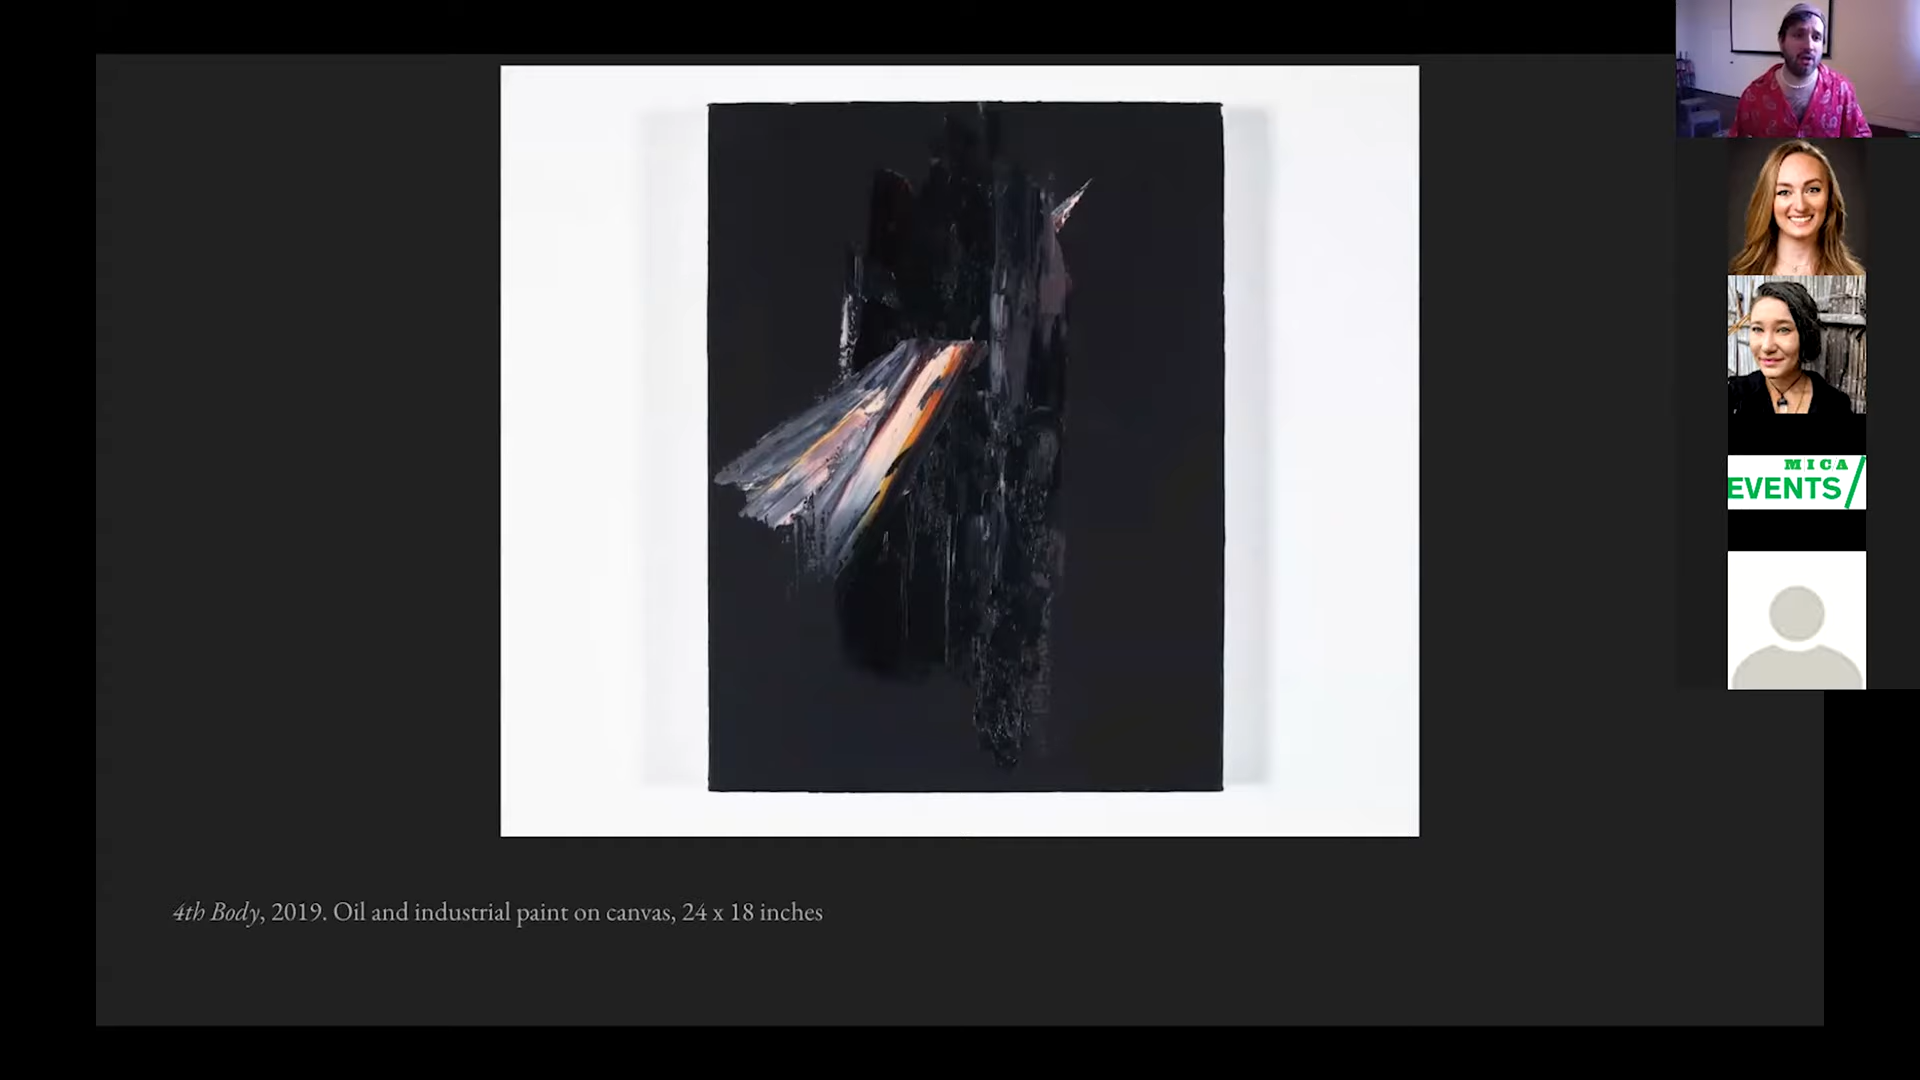 MICA
EVENTS/
4th Body, 2019. Oil and industrial paint on canvas, 24 x 18 inches